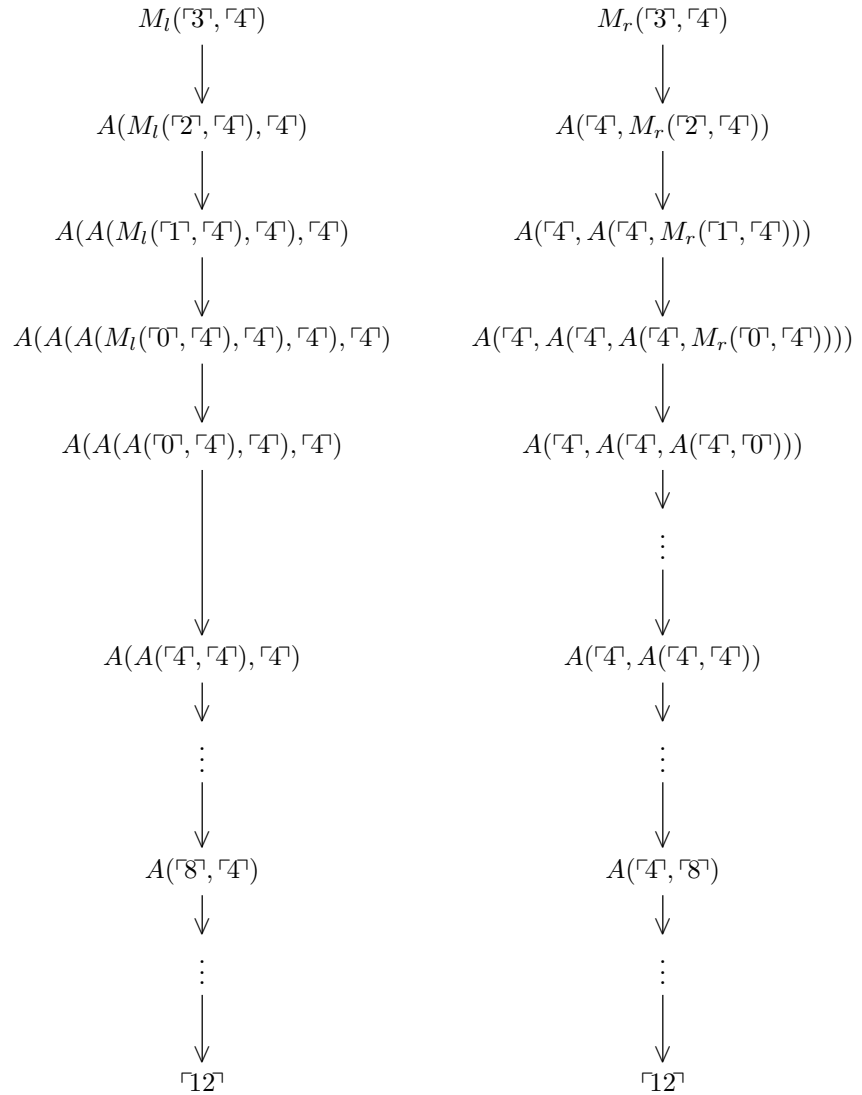 M_l(⌜3⌝, ⌜4⌝) M_r(⌜3⌝, ⌜4⌝)
A(M_l(⌜2⌝, ⌜4⌝), ⌜4⌝) A(⌜4⌝, M_r(⌜2⌝, ⌜4⌝))
A(A(M_l(⌜1⌝, ⌜4⌝), ⌜4⌝), ⌜4⌝) A(⌜4⌝, A(⌜4⌝, M_r(⌜1⌝, ⌜4⌝)))
A(A(A(M_l(⌜0⌝, ⌜4⌝), ⌜4⌝), ⌜4⌝), ⌜4⌝) A(⌜4⌝, A(⌜4⌝, A(⌜4⌝, M_r(⌜0⌝, ⌜4⌝))))
A(A(A(⌜0⌝, ⌜4⌝), ⌜4⌝), ⌜4⌝) A(⌜4⌝, A(⌜4⌝, A(⌜4⌝, ⌜0⌝)))
⋮
A(A(⌜4⌝, ⌜4⌝), ⌜4⌝) A(⌜4⌝, A(⌜4⌝, ⌜4⌝))
⋮ ⋮
A(⌜8⌝, ⌜4⌝) A(⌜4⌝, ⌜8⌝)
⋮ ⋮
⌜12⌝ ⌜12⌝